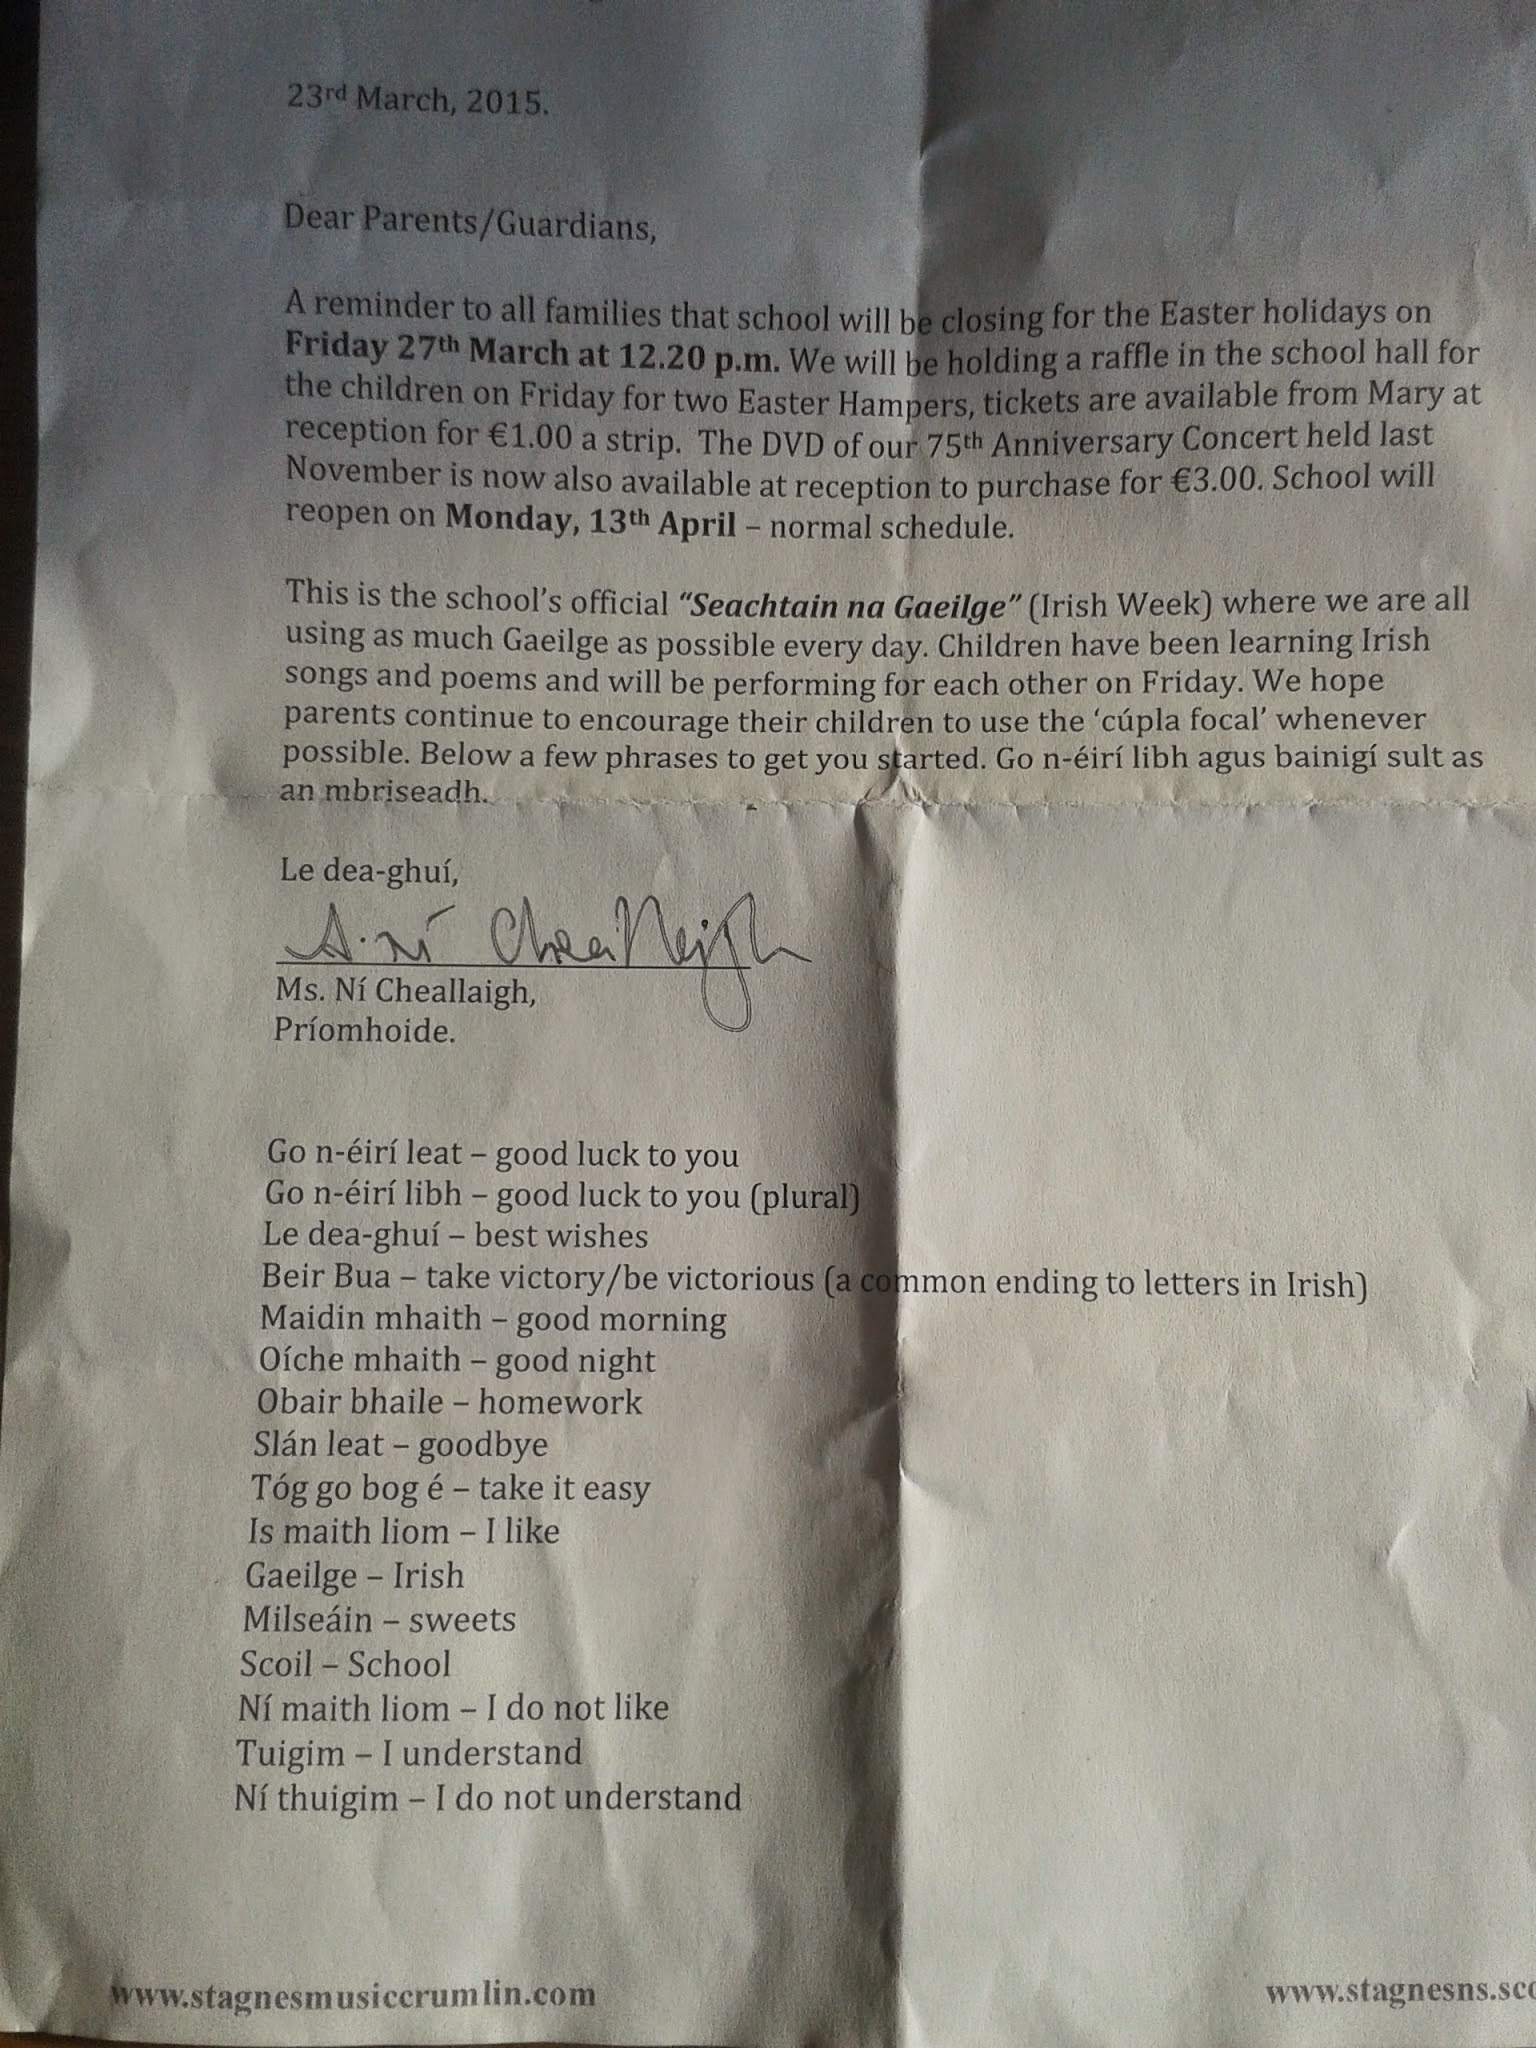 23rd March, 2015.
Dear Parents/Guardians,
A reminder to all families that school will be closing for the Easter holidays on
Friday 27th March at 12.20 p.m. We will be holding a raffle in the school hall for
the children on Friday for two Easter Hampers, tickets are available from Mary at
reception for €1.00 a strip. The DVD of our 75th Anniversary Concert held last
November is now also available at reception to purchase for €3.00. School will
reopen on Monday, 13th April – normal schedule.
This is the school's official "Seachtain na Gaeilge" (Irish Week) where we are all
using as much Gaeilge as possible every day. Children have been learning Irish
songs and poems and will be performing for each other on Friday. We hope
parents continue to encourage their children to use the 'cúpla focal' whenever
possible. Below a few phrases to get you started. Go n-éirí libh agus bainigí sult as
an mbriseadh.
Le dea-ghuí,
A. Ní Cheallaigh
Ms. Ní Cheallaigh,
Príomhoide.
Go n-éirí leat – good luck to you
Go n-éirí libh – good luck to you (plural)
Le dea-ghuí – best wishes
Beir Bua – take victory/be victorious (a common ending to letters in Irish)
Maidin mhaith – good morning
Oíche mhaith – good night
Obair bhaile – homework
Slán leat – goodbye
Tóg go bog é – take it easy
Is maith liom – I like
Gaeilge – Irish
Milseáin – sweets
Scoil – School
Ní maith liom – I do not like
Tuigim – I understand
Ní thuigim – I do not understand
www.stagnesmusiccrumlin.com
www.stagnesns.sco